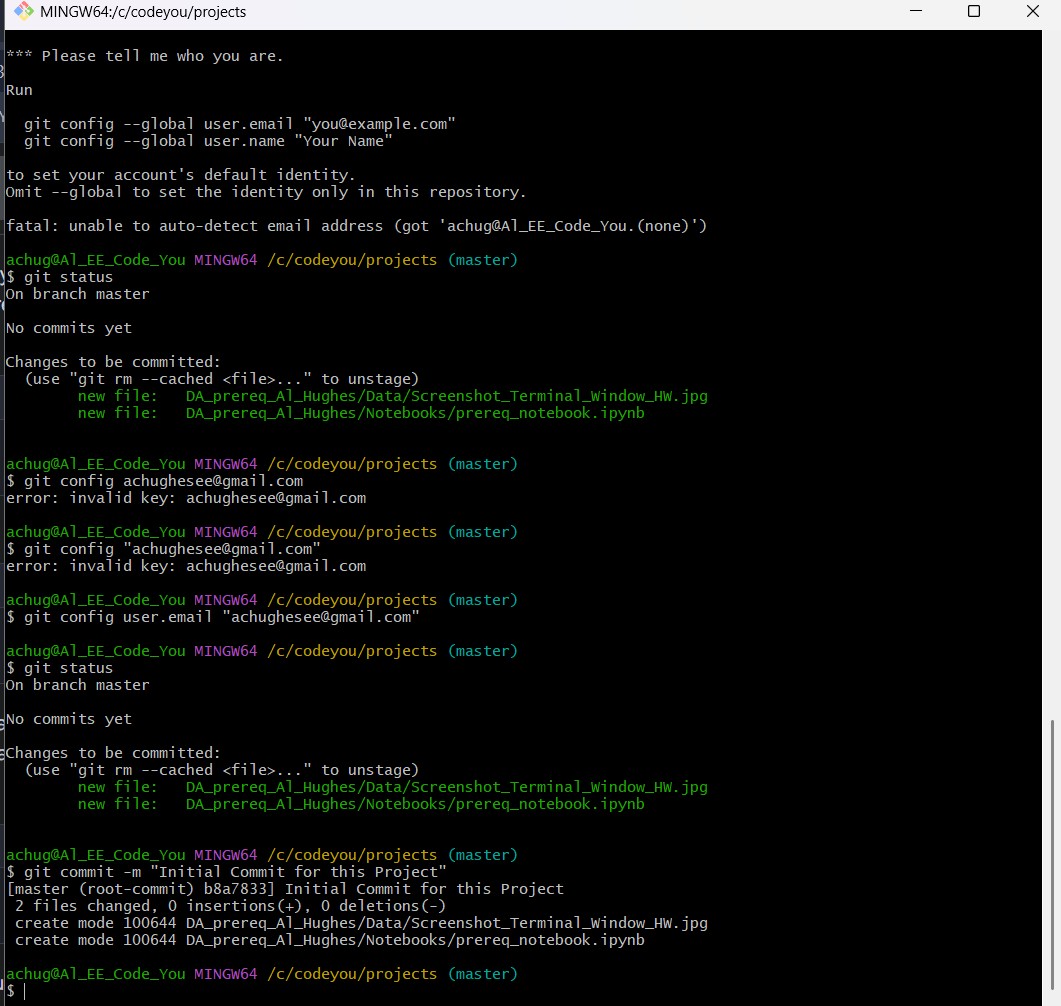 MINGW64:/c/codeyou/projects
*** Please tell me who you are.
Run
git config --global user.email "you@example.com"
git config --global user.name "Your Name"
to set your account's default identity.
Omit --global to set the identity only in this repository.
fatal: unable to auto-detect email address (got 'achug@Al_EE_Code_You.(none)')
achug@Al_EE_Code_You MINGW64 /c/codeyou/projects (master)
$ git status
On branch master
No commits yet
Changes to be committed:
(use "git rm --cached <file>..." to unstage)
new file:   DA_prereq_Al_Hughes/Data/Screenshot_Terminal_Window_HW.jpg
new file:   DA_prereq_Al_Hughes/Notebooks/prereq_notebook.ipynb
achug@Al_EE_Code_You MINGW64 /c/codeyou/projects (master)
$ git config achughesee@gmail.com
error: invalid key: achughesee@gmail.com
achug@Al_EE_Code_You MINGW64 /c/codeyou/projects (master)
$ git config "achughesee@gmail.com"
error: invalid key: achughesee@gmail.com
achug@Al_EE_Code_You MINGW64 /c/codeyou/projects (master)
$ git config user.email "achughesee@gmail.com"
achug@Al_EE_Code_You MINGW64 /c/codeyou/projects (master)
$ git status
On branch master
No commits yet
Changes to be committed:
(use "git rm --cached <file>..." to unstage)
new file:   DA_prereq_Al_Hughes/Data/Screenshot_Terminal_Window_HW.jpg
new file:   DA_prereq_Al_Hughes/Notebooks/prereq_notebook.ipynb
achug@Al_EE_Code_You MINGW64 /c/codeyou/projects (master)
$ git commit -m "Initial Commit for this Project"
[master (root-commit) b8a7833] Initial Commit for this Project
2 files changed, 0 insertions(+), 0 deletions(-)
create mode 100644 DA_prereq_Al_Hughes/Data/Screenshot_Terminal_Window_HW.jpg
create mode 100644 DA_prereq_Al_Hughes/Notebooks/prereq_notebook.ipynb
achug@Al_EE_Code_You MINGW64 /c/codeyou/projects (master)
$